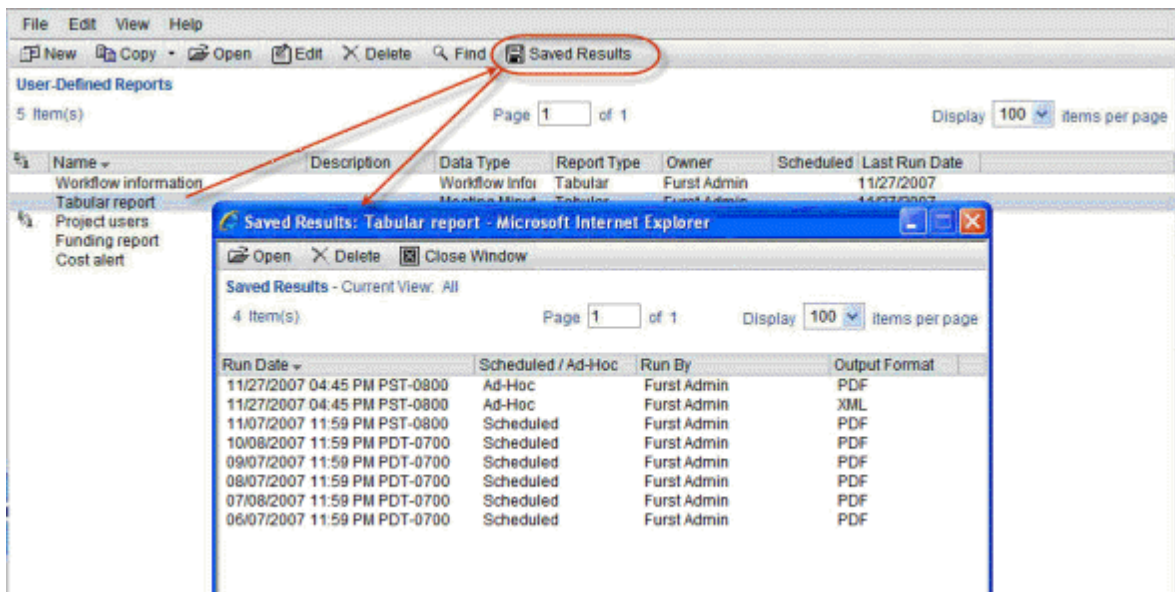 File Edit View Help
New Copy Open Edit Delete Find Saved Results
User-Defined Reports
5 Item(s) Page 1 of 1 Display 100 items per page
Name Description Data Type Report Type Owner Scheduled Last Run Date
Workflow information Workflow Infor Tabular Furst Admin 11/27/2007
Tabular report Meeting Minut Tabular Furst Admin 11/27/2007
Project users
Funding report
Cost alert
Saved Results: Tabular report - Microsoft Internet Explorer
Open Delete Close Window
Saved Results - Current View: All
4 Item(s) Page 1 of 1 Display 100 items per page
Run Date Scheduled / Ad-Hoc Run By Output Format
11/27/2007 04:45 PM PST-0800 Ad-Hoc Furst Admin PDF
11/27/2007 04:45 PM PST-0800 Ad-Hoc Furst Admin XML
11/07/2007 11:59 PM PST-0800 Scheduled Furst Admin PDF
10/08/2007 11:59 PM PDT-0700 Scheduled Furst Admin PDF
09/07/2007 11:59 PM PDT-0700 Scheduled Furst Admin PDF
08/07/2007 11:59 PM PDT-0700 Scheduled Furst Admin PDF
07/08/2007 11:59 PM PDT-0700 Scheduled Furst Admin PDF
06/07/2007 11:59 PM PDT-0700 Scheduled Furst Admin PDF